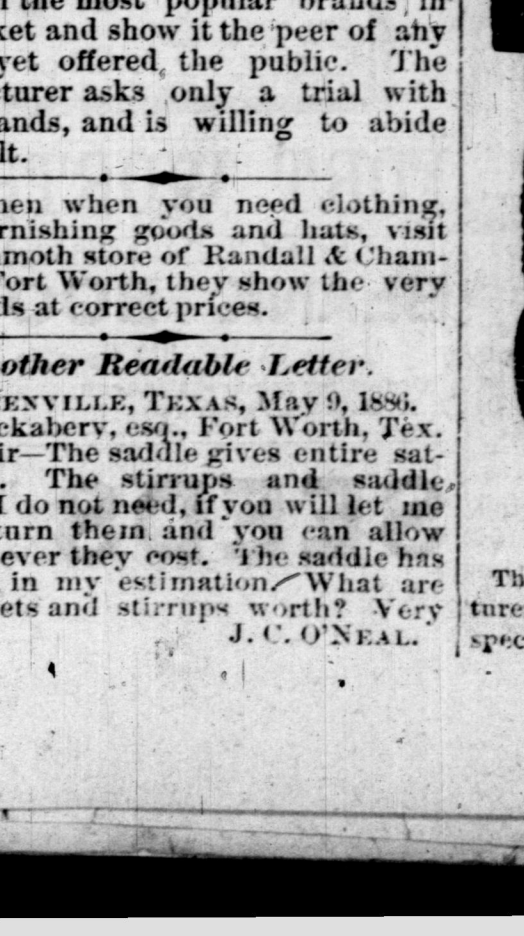 the most popular brands in
ket and show it the peer of any
yet offered the public. The
turer asks only a trial with
ands, and is willing to abide
lt.
hen when you need clothing,
rnishing goods and hats, visit
moth store of Randall & Cham-
Fort Worth, they show the very
ds at correct prices.
other Readable Letter.
ENVILLE, TEXAS, May 9, 1886.
ckabery, esq., Fort Worth, Tex.
ir—The saddle gives entire sat-
. The stirrups and saddle
I do not need, if you will let me
turn them and you can allow
ever they cost. The saddle has
in my estimation. What are
ets and stirrups worth? Very
J. C. O'NEAL.
Th
ture
spec